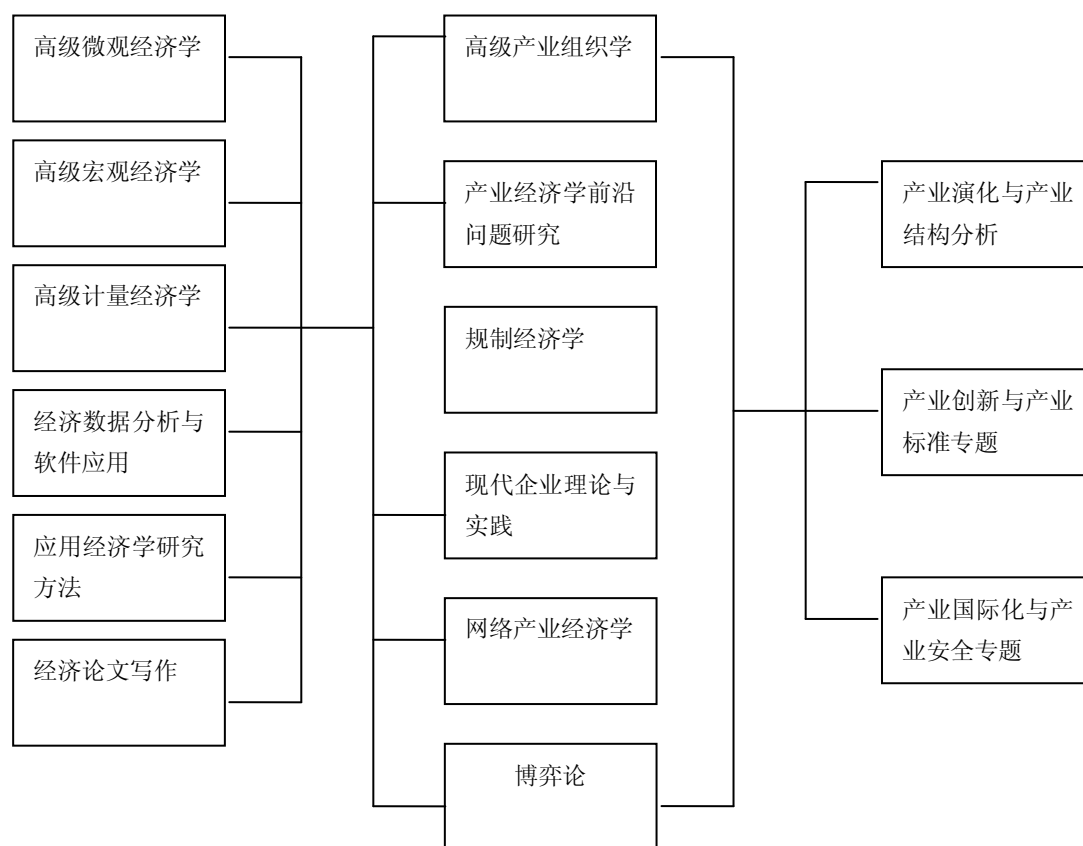 高级微观经济学
高级宏观经济学
高级计量经济学
经济数据分析与
软件应用
应用经济学研究
方法
经济论文写作
高级产业组织学
产业经济学前沿
问题研究
规制经济学
现代企业理论与
实践
网络产业经济学
博弈论
产业演化与产业
结构分析
产业创新与产业
标准专题
产业国际化与产
业安全专题